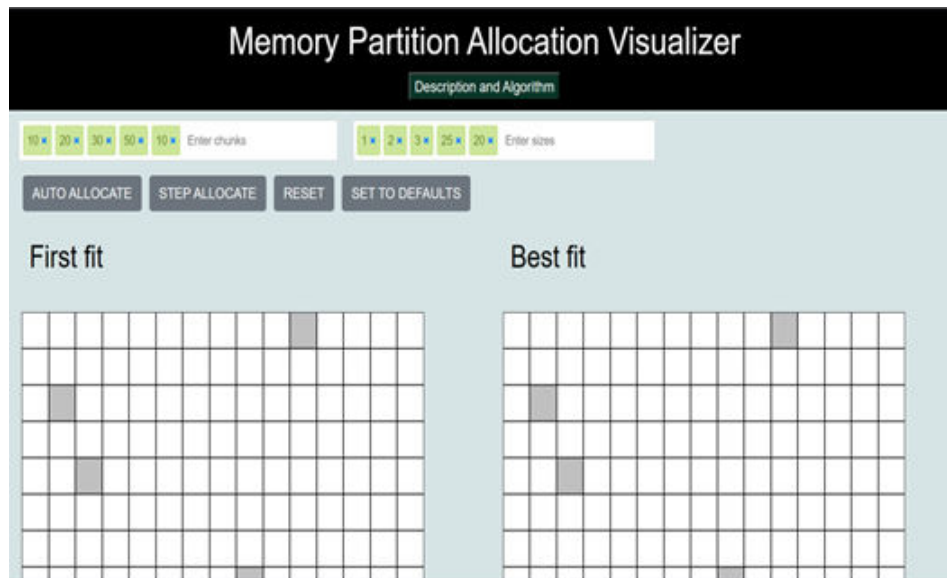 Memory Partition Allocation Visualizer
Description and Algorithm
10 × 20 × 30 × 50 × 10 × Enter chunks 1 × 2 × 3 × 25 × 20 × Enter sizes
AUTO ALLOCATE STEP ALLOCATE RESET SET TO DEFAULTS
First fit Best fit